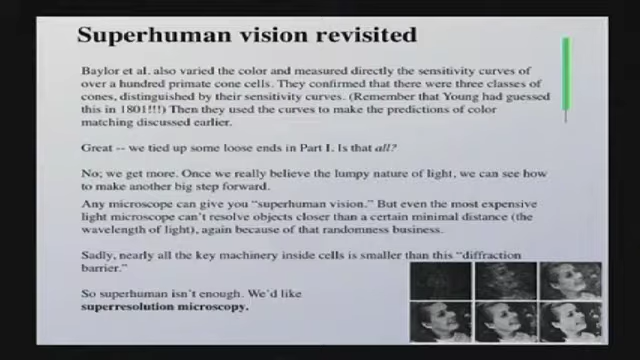 Superhuman vision revisited
Baylor et al. also varied the color and measured directly the sensitivity curves of
over a hundred primate cone cells. They confirmed that there were three classes of
cones, distinguished by their sensitivity curves. (Remember that Young had guessed
this in 1801!!!) Then they used the curves to make the predictions of color
matching discussed earlier.
Great -- we tied up some loose ends in Part I. Is that all?
No; we get more. Once we really believe the lumpy nature of light, we can see how
to make another big step forward.
Any microscope can give you “superhuman vision.” But even the most expensive
light microscope can't resolve objects closer than a certain minimal distance (the
wavelength of light), again because of that randomness business.
Sadly, nearly all the key machinery inside cells is smaller than this “diffraction
barrier.”
So superhuman isn't enough. We'd like
superresolution microscopy.